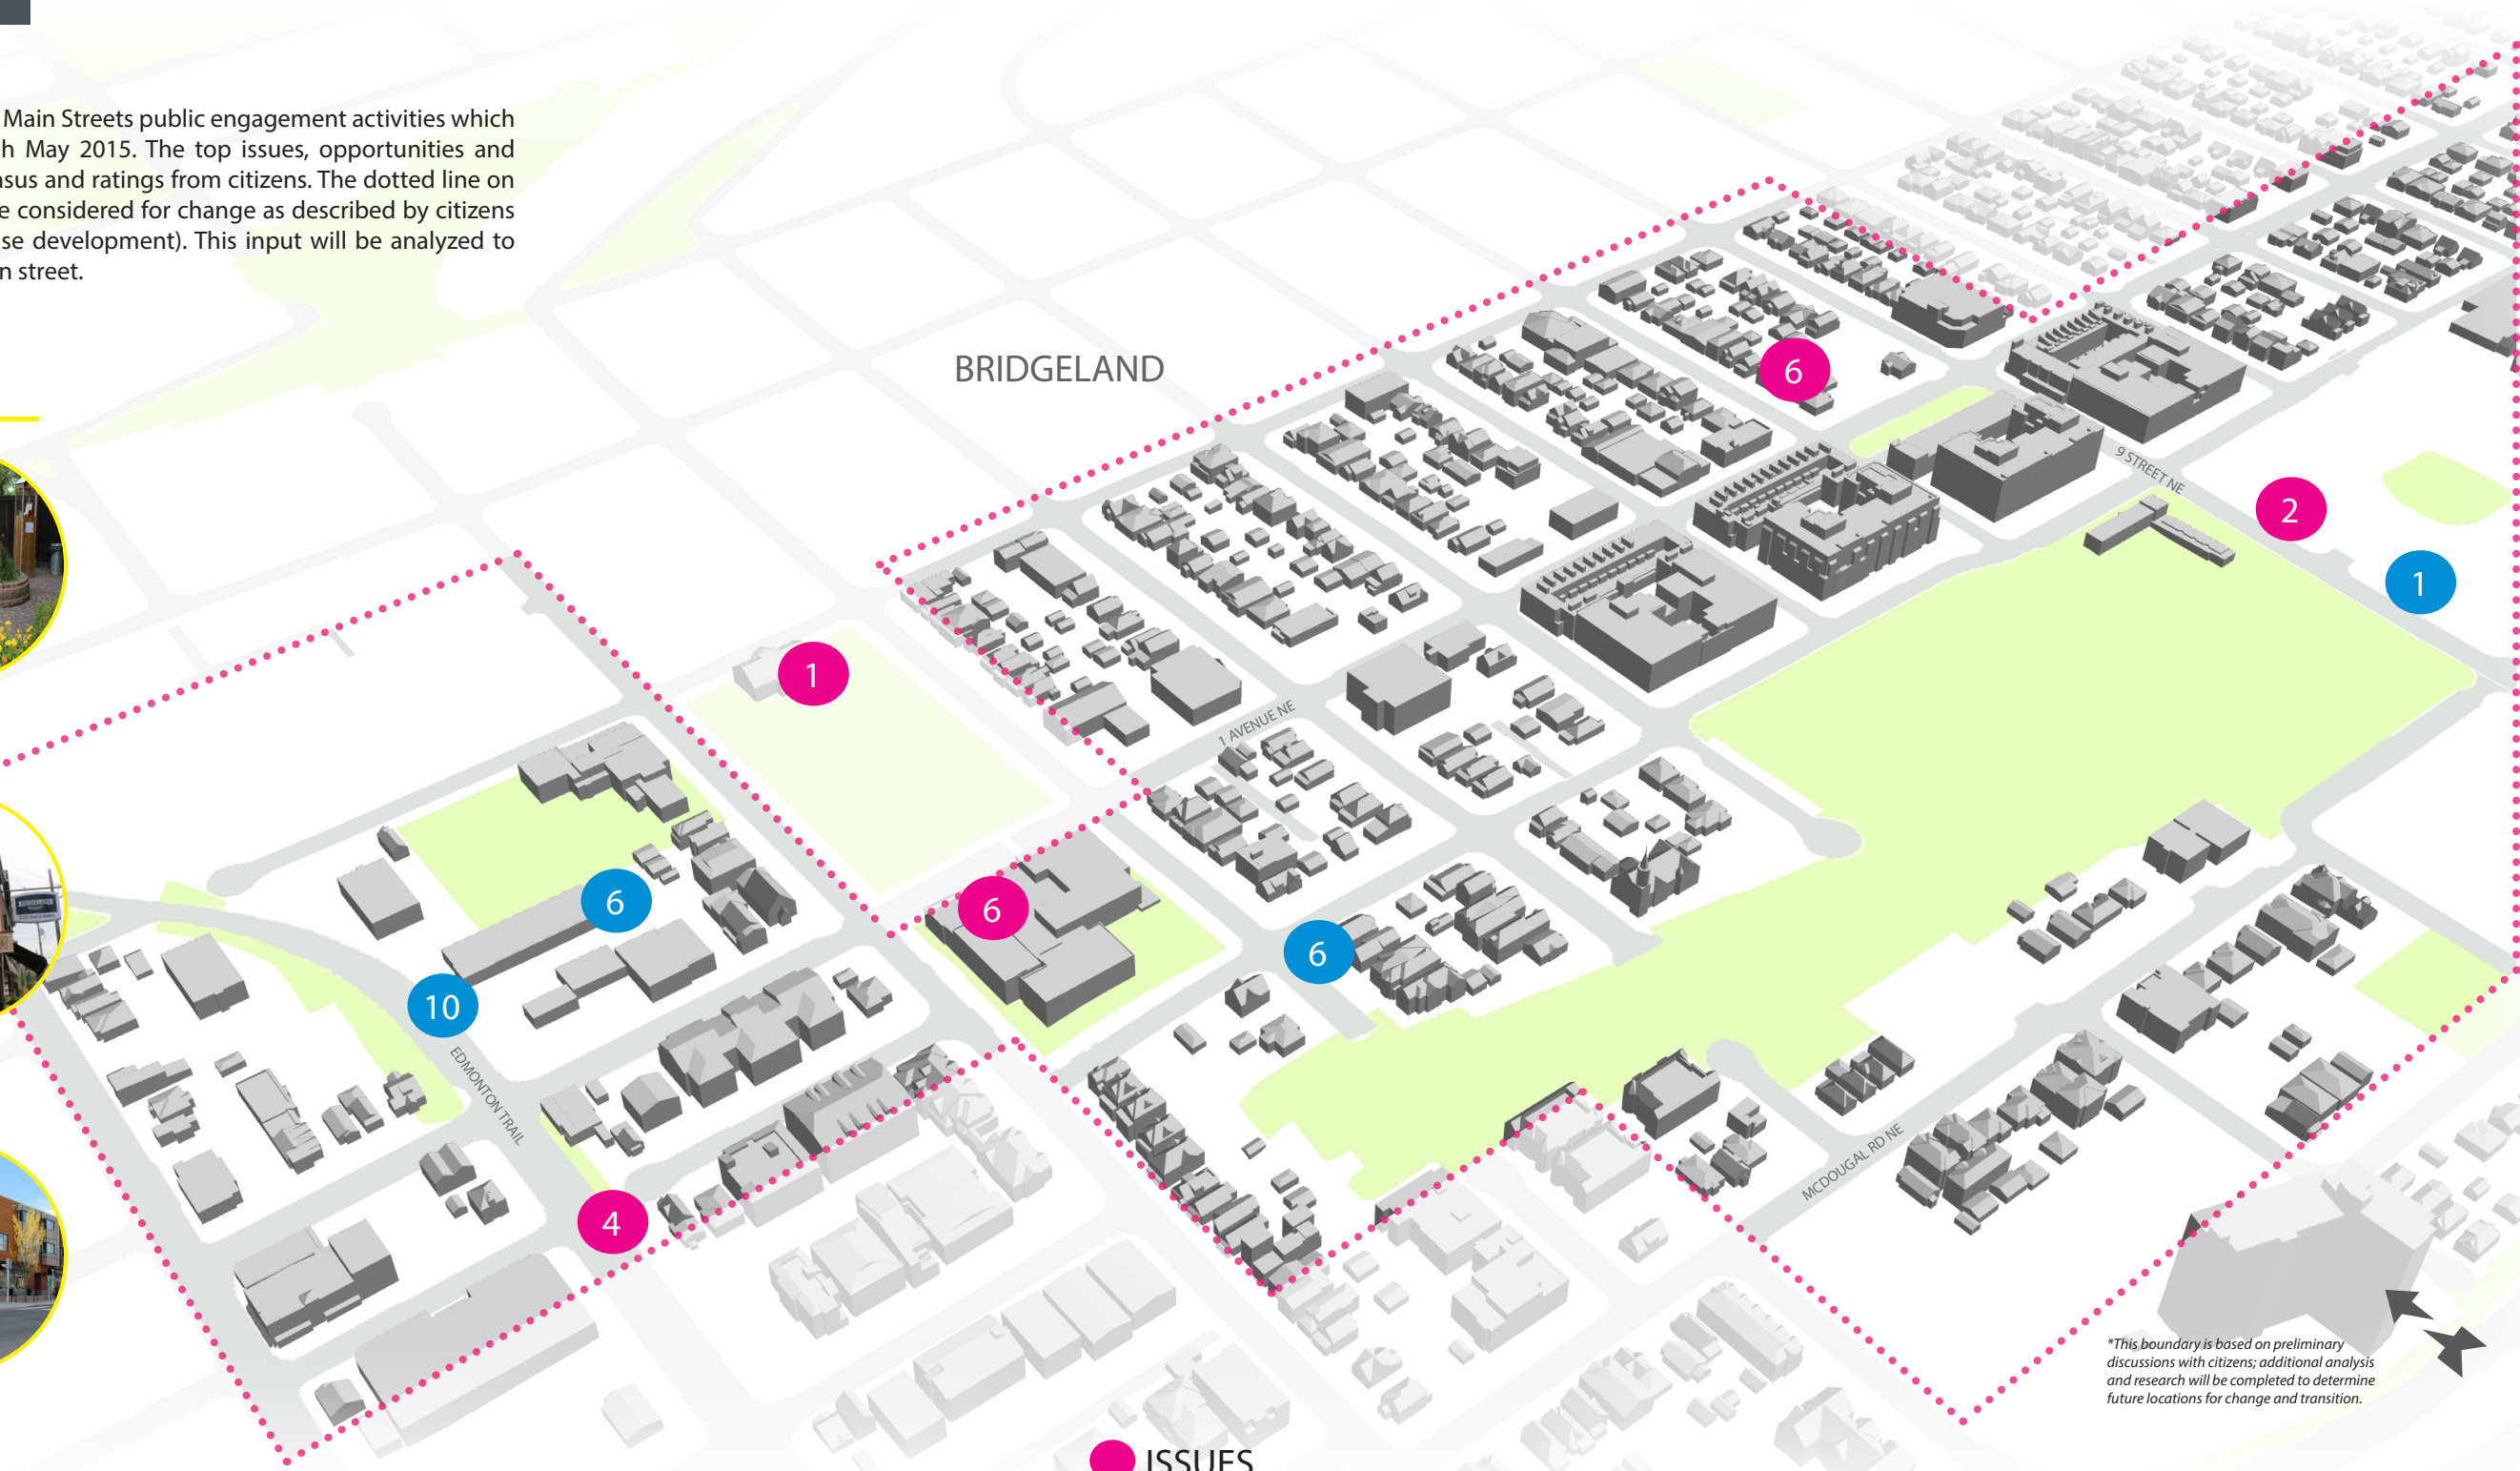 Main Streets public engagement activities which
h May 2015. The top issues, opportunities and
nsus and ratings from citizens. The dotted line on
e considered for change as described by citizens
se development). This input will be analyzed to
n street.
BRIDGELAND
6
9 STREET NE
2
1
1
1 AVENUE NE
6
6
6
10
EDMONTON TRAIL
MCDOUGAL RD NE
4
*This boundary is based on preliminary
discussions with citizens; additional analysis
and research will be completed to determine
future locations for change and transition.
ISSUES